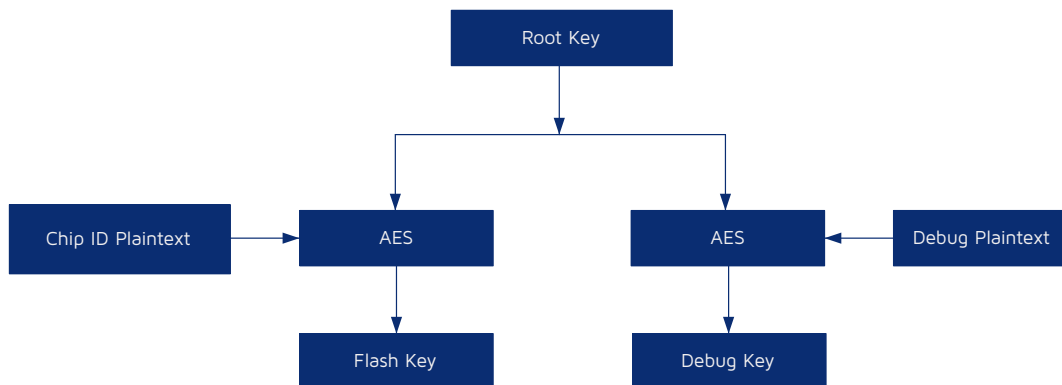 Root Key
Chip ID Plaintext
AES
AES
Debug Plaintext
Flash Key
Debug Key